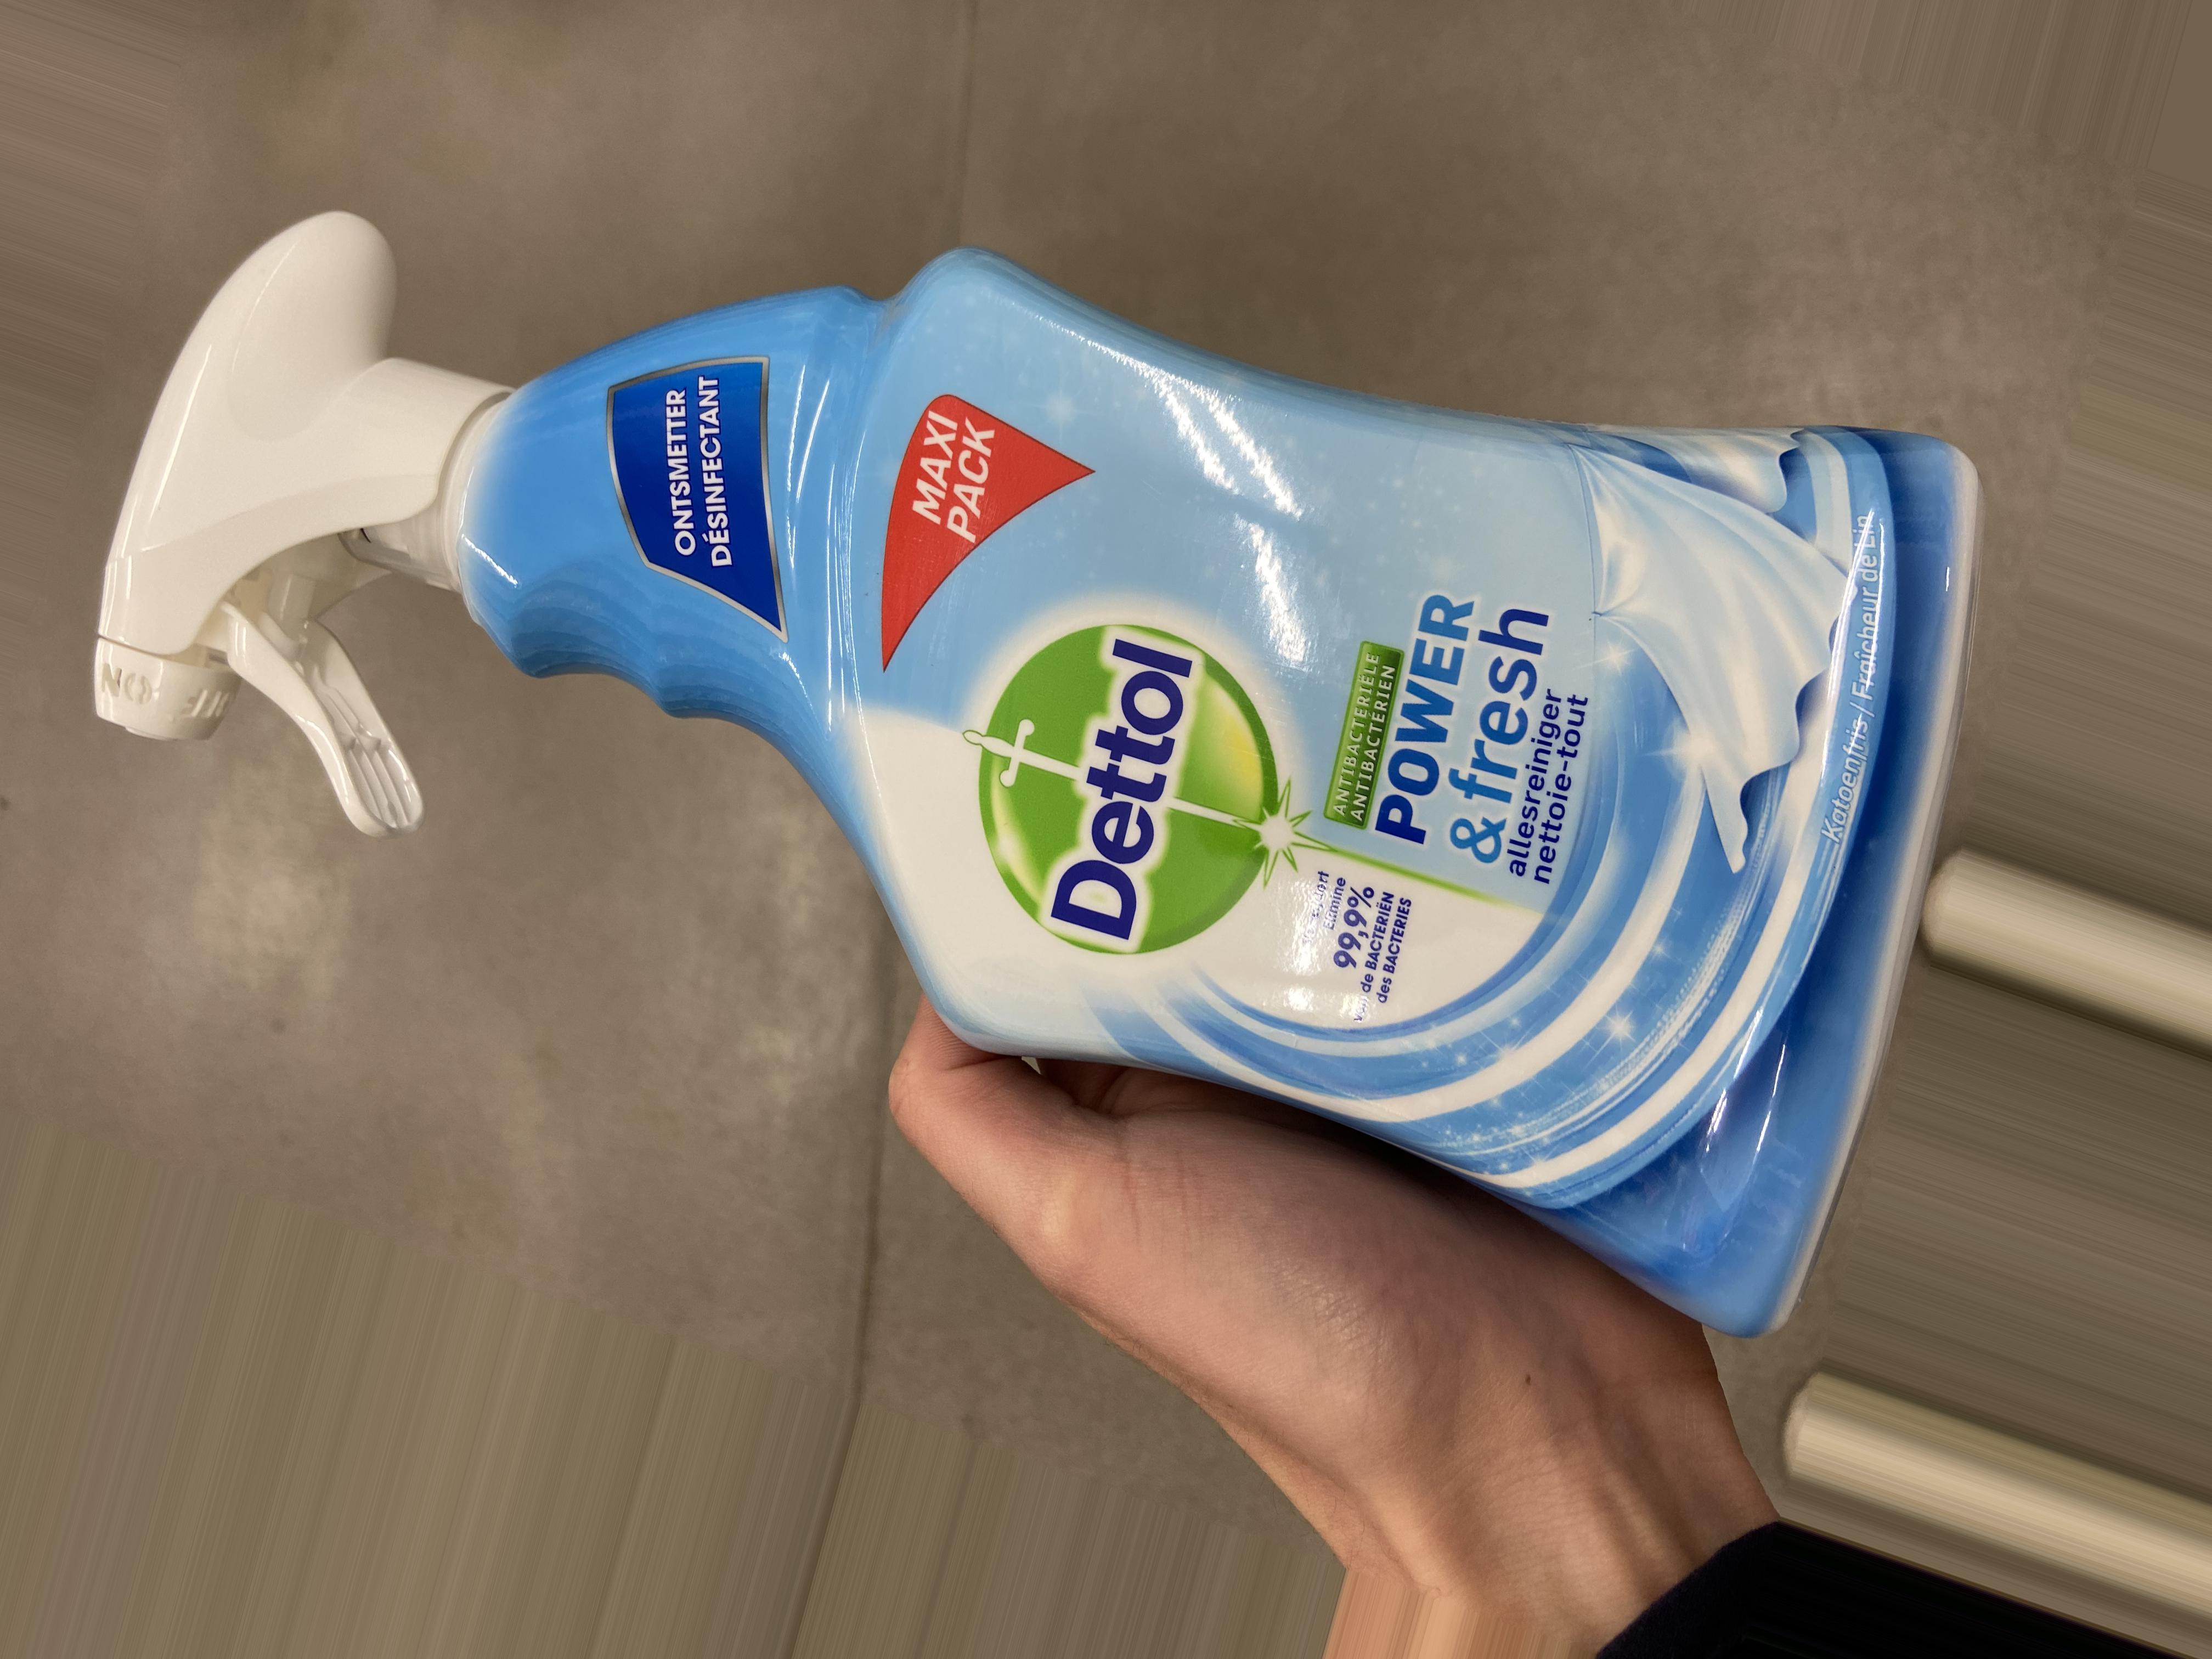 ONTSMETTER
DÉSINFECTANT
MAXI
PACK
Dettol
ANTIBACTERIËLE
ANTIBACTERIEN
POWER
&fresh
allesreiniger
nettoie-tout
Élimine
99,9%
van de BACTERIËN
des BACTERIES
Katoenfris / Fraîcheur de Lin